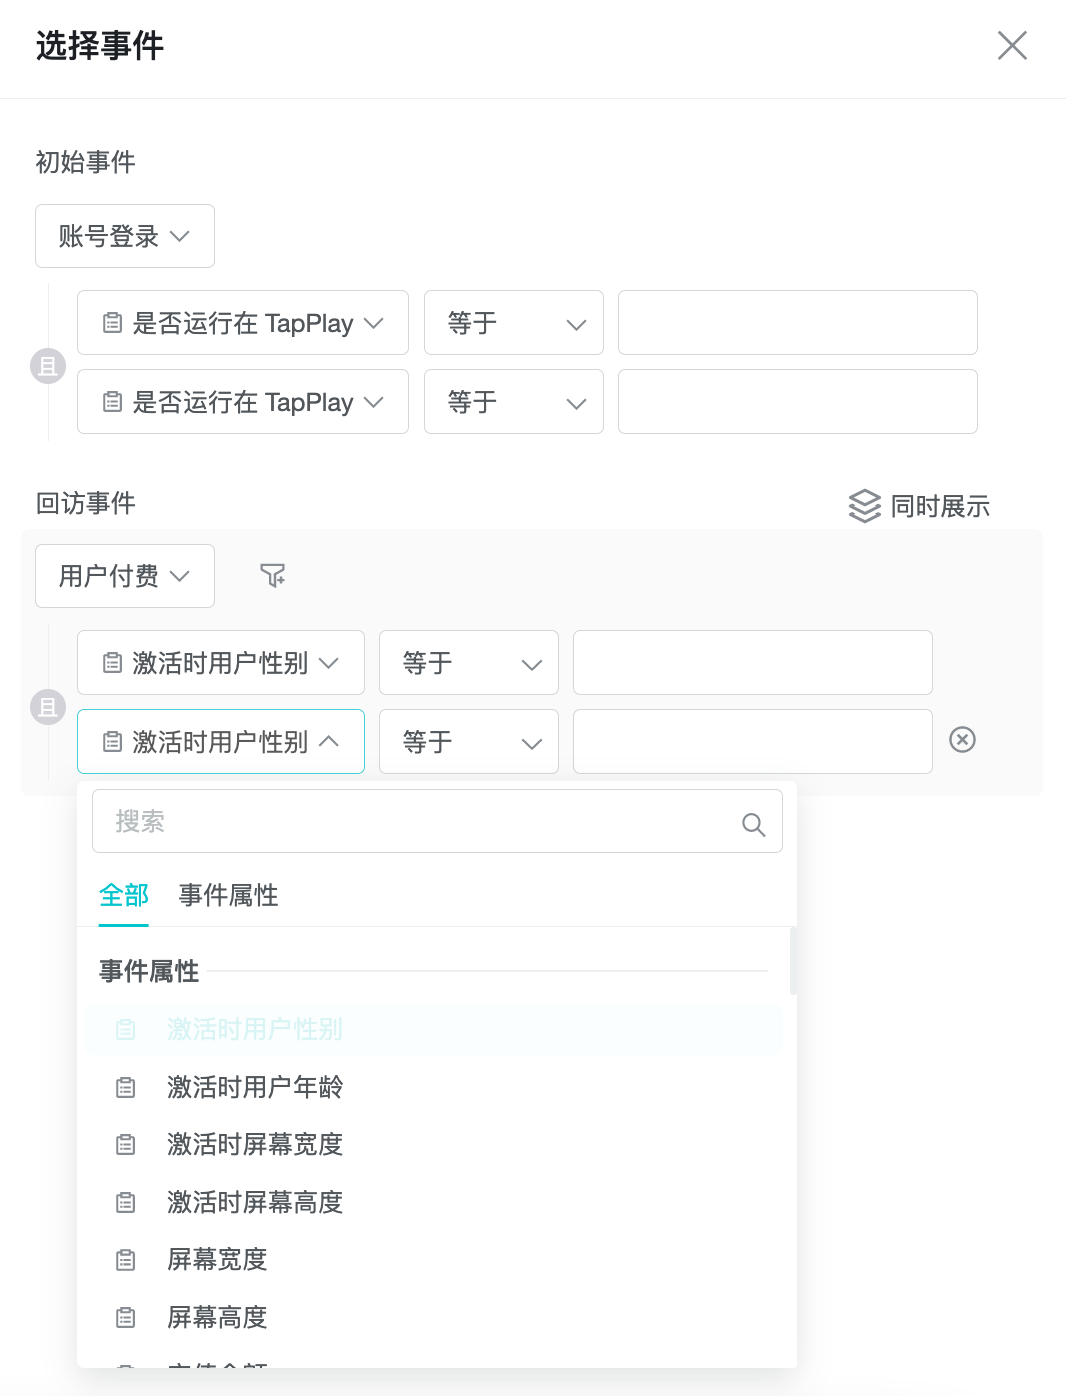 选择事件
初始事件
账号登录
是否运行在 TapPlay 等于
且
是否运行在 TapPlay 等于
回访事件 同时展示
用户付费
激活时用户性别 等于
且
激活时用户性别 等于
搜索
全部 事件属性
事件属性
激活时用户性别
激活时用户年龄
激活时屏幕宽度
激活时屏幕高度
屏幕宽度
屏幕高度